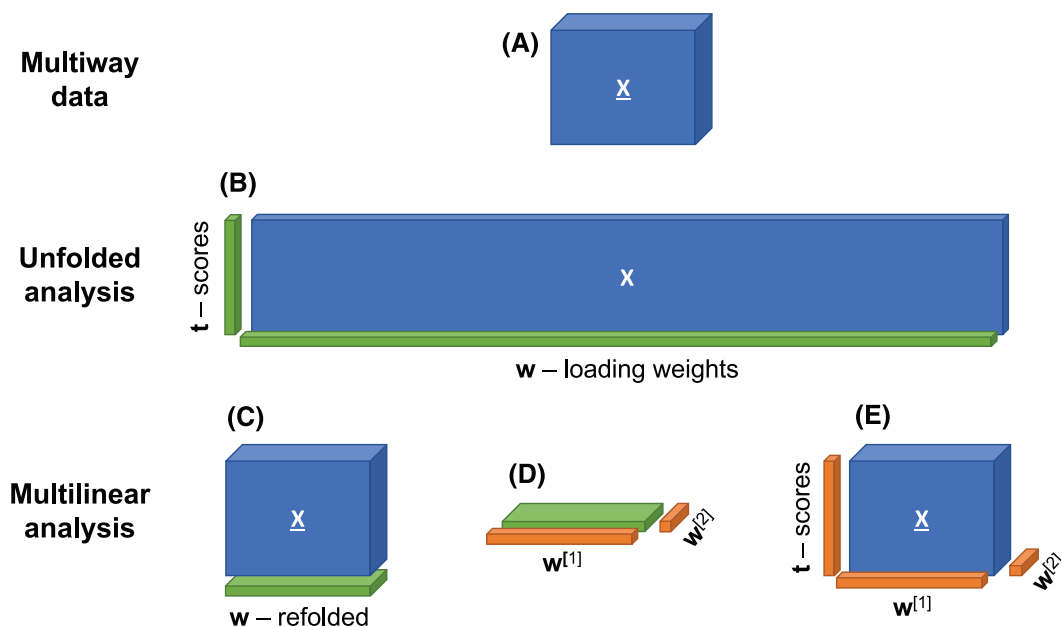 Multiway
data
(A)
X
(B)
Unfolded
analysis
t – scores
X
w – loading weights
Multilinear
analysis
(C)
X
w – refolded
(D)
w[1]
w[2]
(E)
t – scores
X
w[1]
w[2]